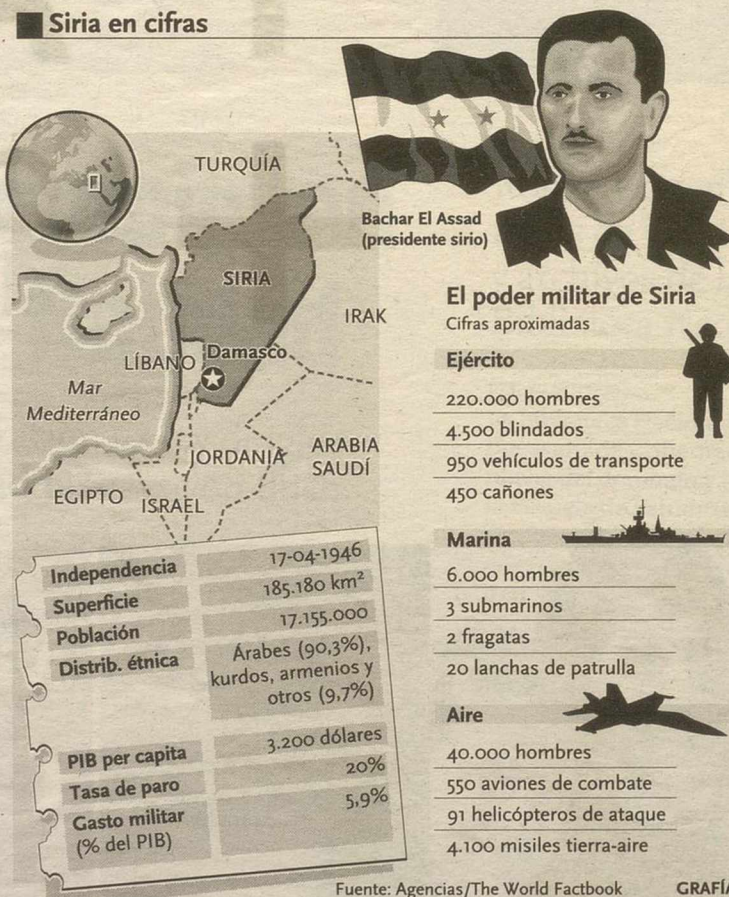 Siria en cifras
TURQUÍA
Bachar El Assad
(presidente sirio)
SIRIA
IRAK
LÍBANO
Damasco
Mar
Mediterráneo
JORDANIA
ARABIA
SAUDÍ
EGIPTO
ISRAEL
Independencia 17-04-1946
Superficie 185.180 km²
Población 17.155.000
Distrib. étnica Árabes (90,3%),
kurdos, armenios y
otros (9,7%)
PIB per capita 3.200 dólares
Tasa de paro 20%
Gasto militar 5,9%
(% del PIB)
El poder militar de Siria
Cifras aproximadas
Ejército
220.000 hombres
4.500 blindados
950 vehículos de transporte
450 cañones
Marina
6.000 hombres
3 submarinos
2 fragatas
20 lanchas de patrulla
Aire
40.000 hombres
550 aviones de combate
91 helicópteros de ataque
4.100 misiles tierra-aire
Fuente: Agencias/The World Factbook GRAFÍA